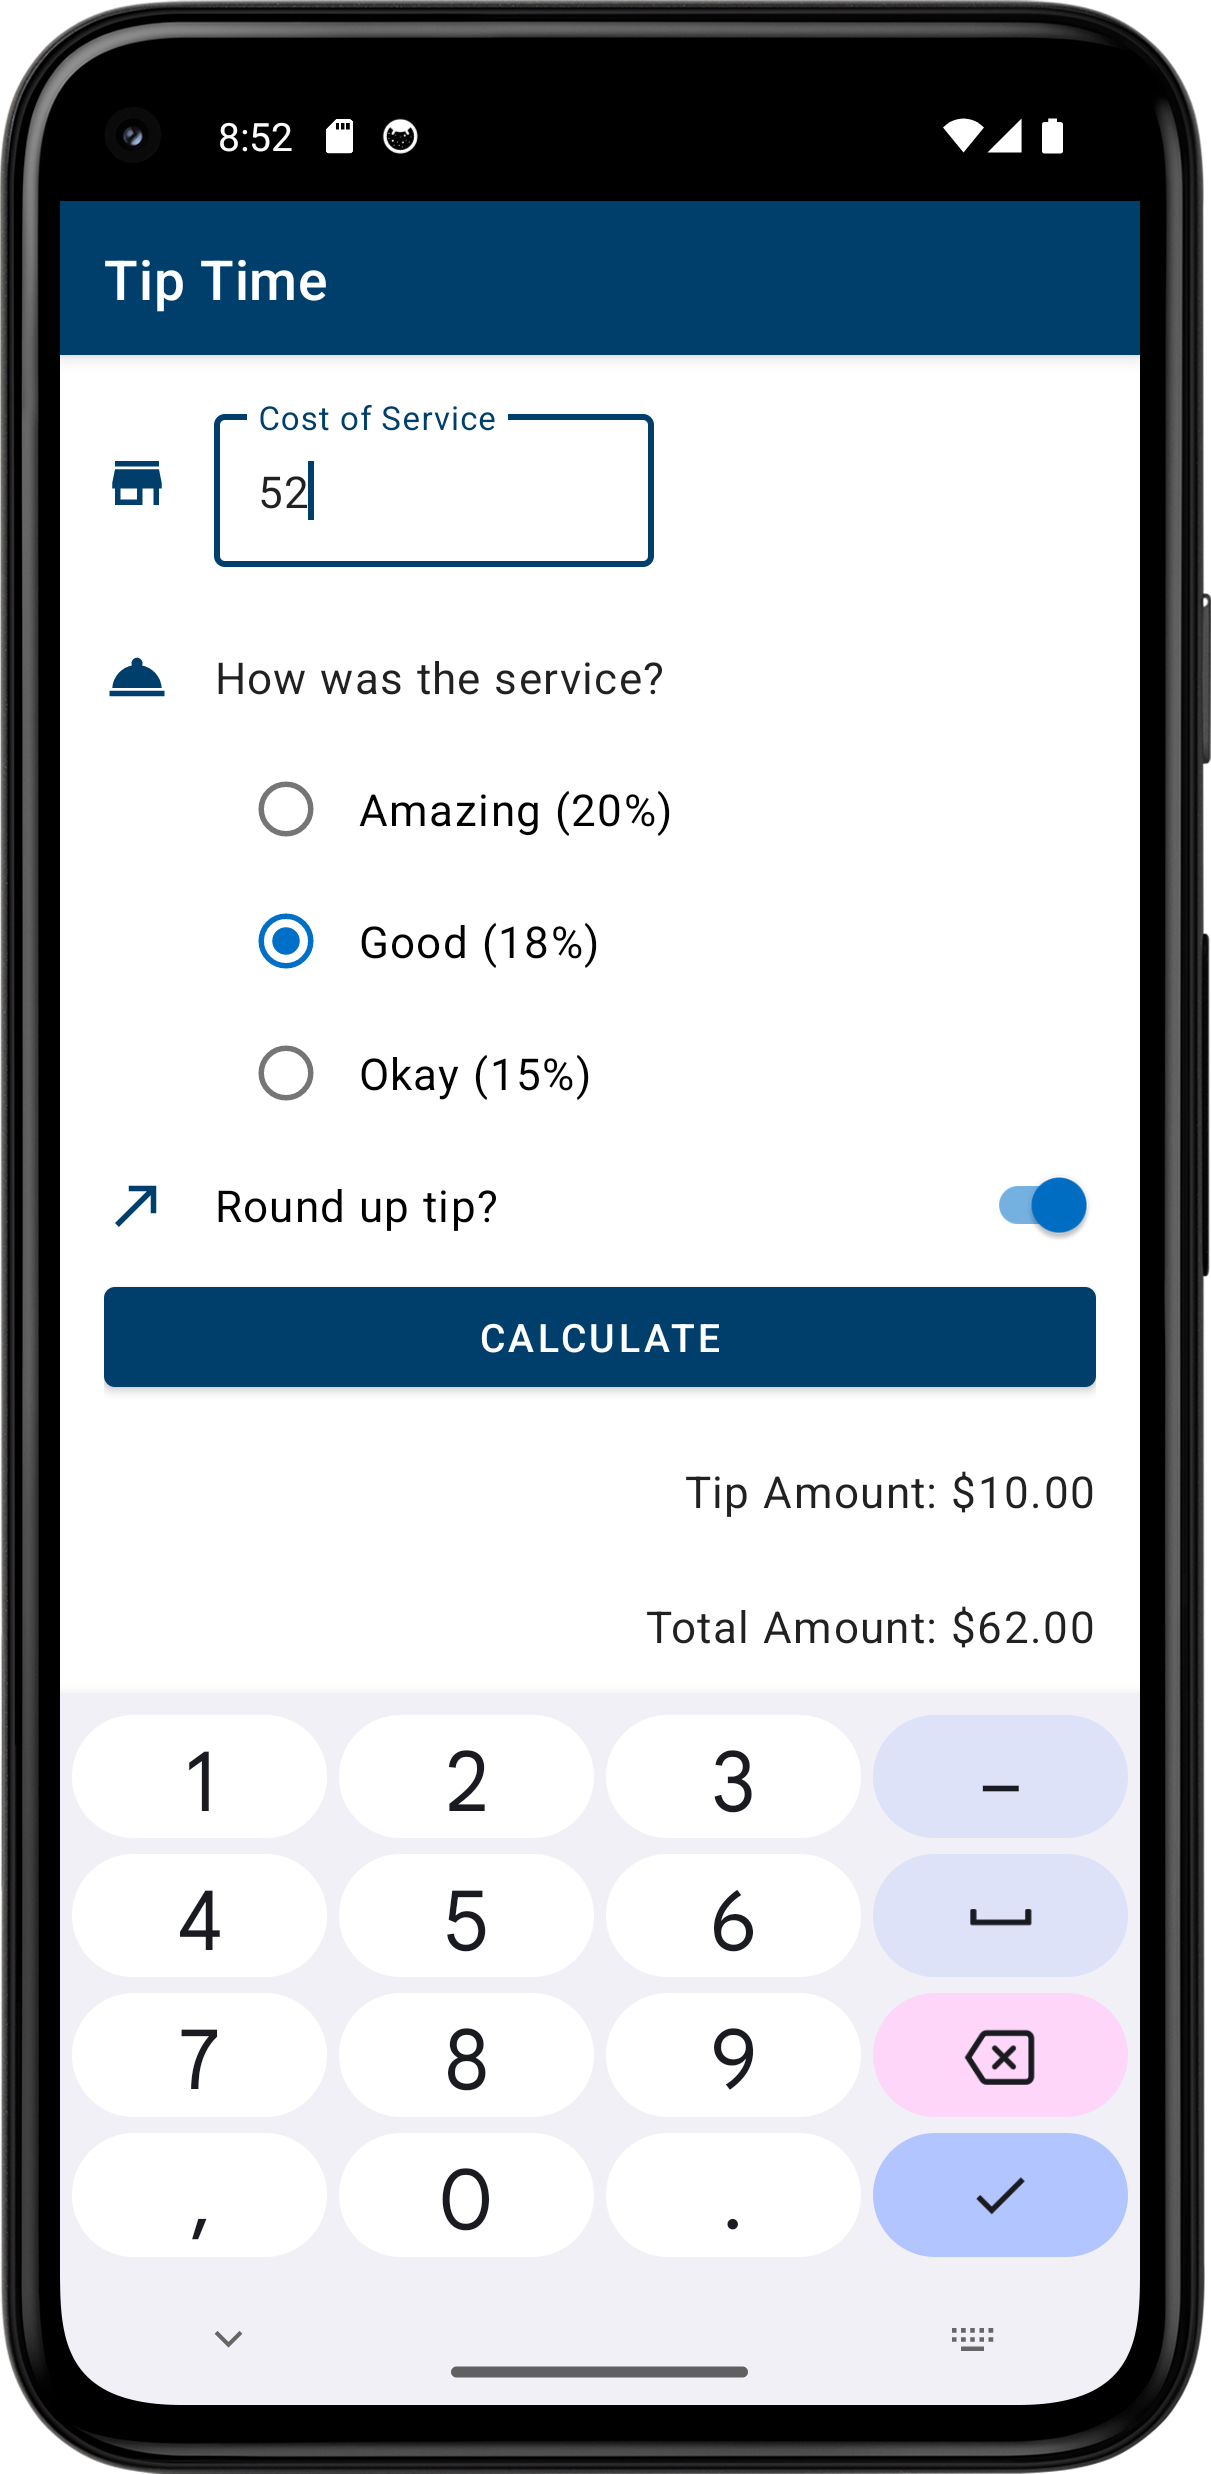 8:52
Tip Time
Cost of Service
52
How was the service?
Amazing (20%)
Good (18%)
Okay (15%)
Round up tip?
CALCULATE
Tip Amount: $10.00
Total Amount: $62.00
1 2 3 –
4 5 6
7 8 9
, 0 .